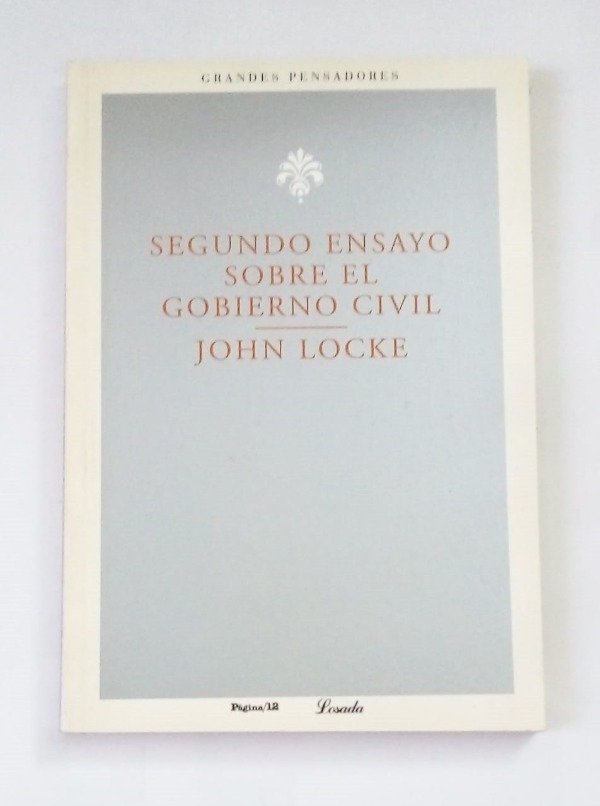 GRANDES PENSADORES
SEGUNDO ENSAYO
SOBRE EL
GOBIERNO CIVIL
JOHN LOCKE
Página/12 Losada